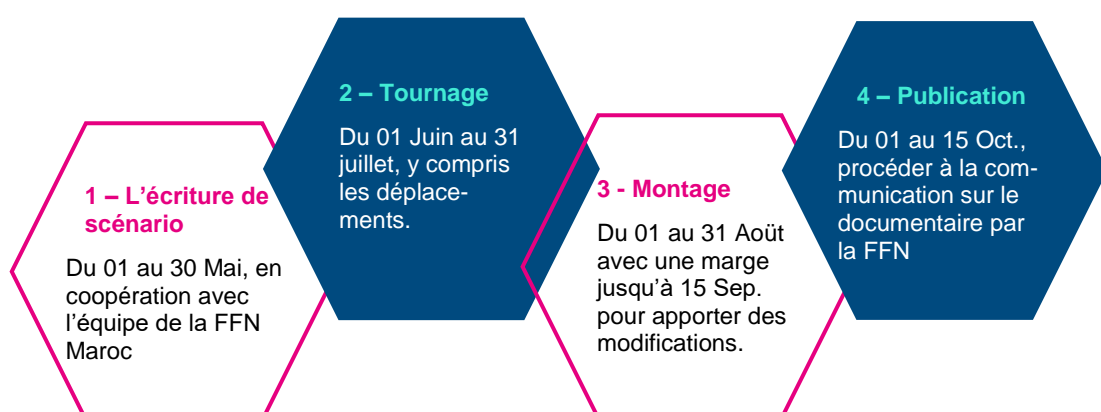 1 – L'écriture de
scénario
Du 01 au 30 Mai, en
coopération avec
l'équipe de la FFN
Maroc
2 – Tournage
Du 01 Juin au 31
juillet, y compris
les déplace-
ments.
3 - Montage
Du 01 au 31 Aoüt
avec une marge
jusqu'à 15 Sep.
pour apporter des
modifications.
4 – Publication
Du 01 au 15 Oct.,
procéder à la com-
munication sur le
documentaire par
la FFN